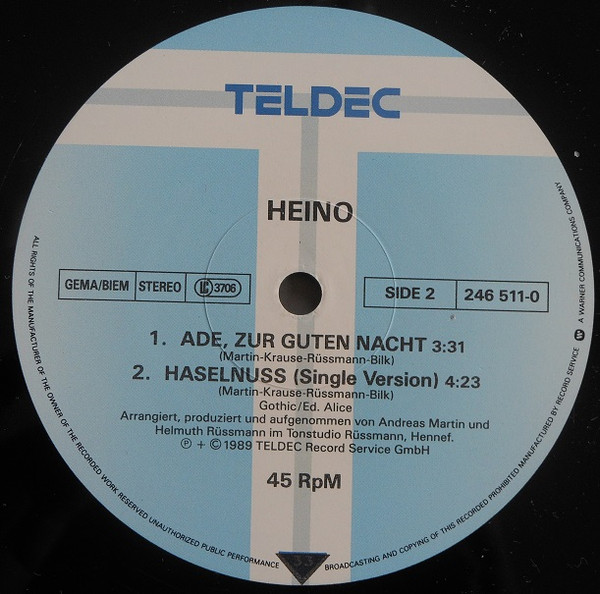 TELDEC
HEINO
GEMA/BIEM STEREO LC 3706
SIDE 2 246 511-0
1. ADE, ZUR GUTEN NACHT 3:31
(Martin-Krause-Rüssmann-Bilk)
2. HASELNUSS (Single Version) 4:23
(Martin-Krause-Rüssmann-Bilk)
Gothic/Ed. Alice
Arrangiert, produziert und aufgenommen von Andreas Martin und
Helmuth Rüssmann im Tonstudio Rüssmann, Hennef.
Ⓟ + © 1989 TELDEC Record Service GmbH
45 RpM
ALL RIGHTS OF THE MANUFACTURER OF THE OWNER OF THE RECORDED WORK RESERVED UNAUTHORIZED PUBLIC PERFORMANCE BROADCASTING AND COPYING OF THIS RECORDED PROHIBITED MANUFACTURED BY RECORD SERVICE A WARNER COMMUNICATIONS COMPANY